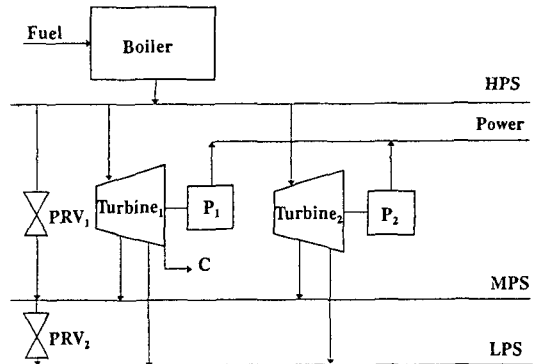 Fuel
Boiler
HPS
Power
Turbine₁
P₁
Turbine₂
P₂
PRV₁
C
MPS
PRV₂
LPS